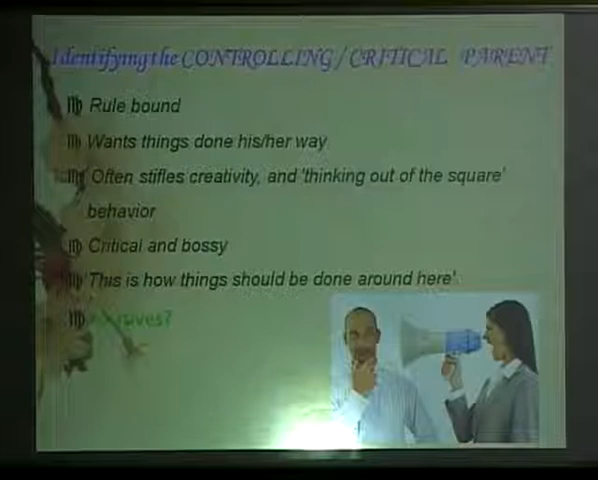 Identifying the CONTROLLING / CRITICAL PARENT
Rule bound
Wants things done his/her way
Often stifles creativity, and 'thinking out of the square'
behavior
Critical and bossy
'This is how things should be done around here'.